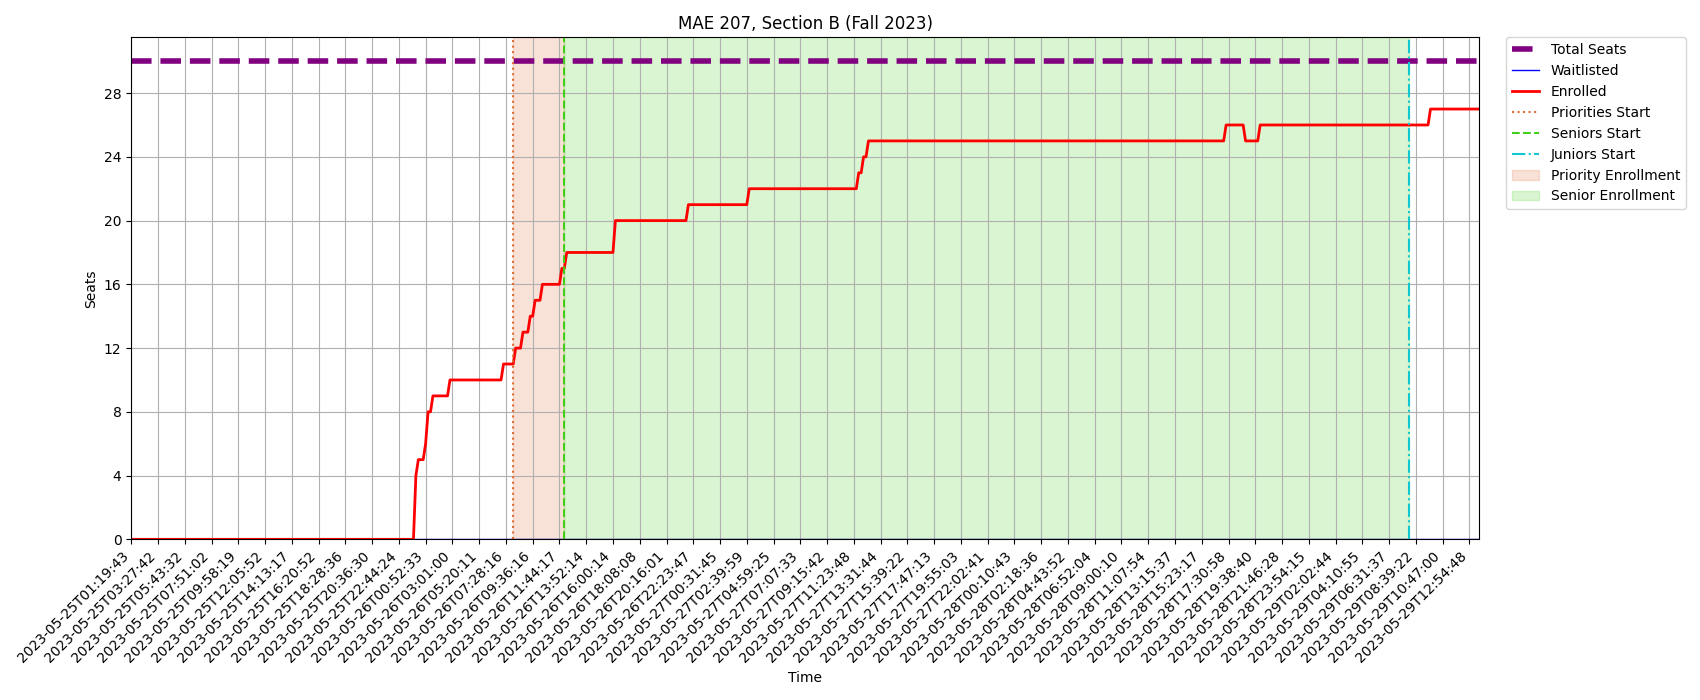 MAE 207, Section B (Fall 2023)
Total Seats
Waitlisted
Enrolled
Priorities Start
Seniors Start
Juniors Start
Priority Enrollment
Senior Enrollment
Seats
28
24
20
16
12
8
4
0
2023-05-25T01:19:43
2023-05-25T03:27:42
2023-05-25T05:43:32
2023-05-25T07:51:02
2023-05-25T09:58:19
2023-05-25T12:05:52
2023-05-25T14:13:17
2023-05-25T16:20:52
2023-05-25T18:28:36
2023-05-25T20:36:30
2023-05-25T22:44:24
2023-05-26T00:52:33
2023-05-26T03:01:00
2023-05-26T05:20:11
2023-05-26T07:28:16
2023-05-26T09:36:16
2023-05-26T11:44:17
2023-05-26T13:52:14
2023-05-26T16:00:14
2023-05-26T18:08:08
2023-05-26T20:16:01
2023-05-26T22:23:47
2023-05-27T00:31:45
2023-05-27T02:39:59
2023-05-27T04:59:25
2023-05-27T07:07:33
2023-05-27T09:15:42
2023-05-27T11:23:48
2023-05-27T13:31:44
2023-05-27T15:39:22
2023-05-27T17:47:13
2023-05-27T19:55:03
2023-05-27T22:02:41
2023-05-28T00:10:43
2023-05-28T02:18:36
2023-05-28T04:43:52
2023-05-28T06:52:04
2023-05-28T09:00:10
2023-05-28T11:07:54
2023-05-28T13:15:37
2023-05-28T15:23:17
2023-05-28T17:30:58
2023-05-28T19:38:40
2023-05-28T21:46:28
2023-05-28T23:54:15
2023-05-29T02:02:44
2023-05-29T04:10:55
2023-05-29T06:31:37
2023-05-29T08:39:22
2023-05-29T10:47:00
2023-05-29T12:54:48
Time